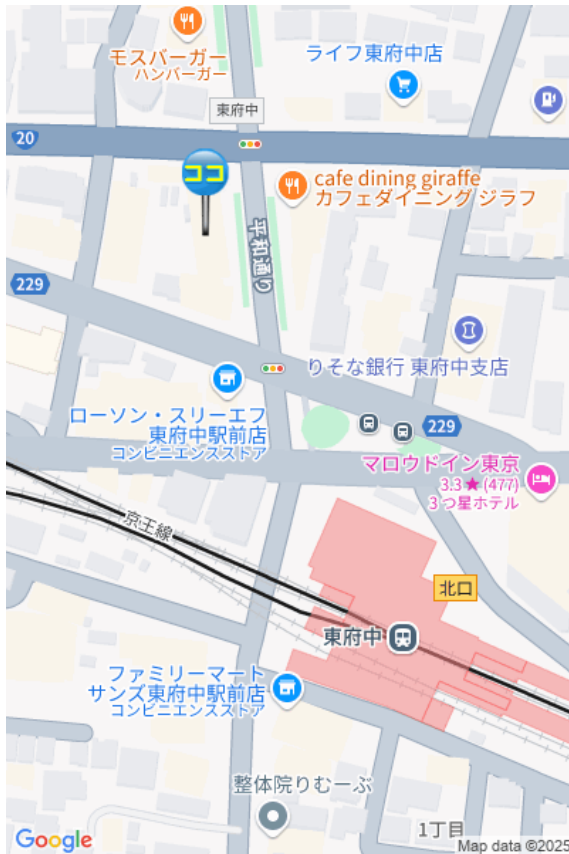 モスバーガー
ハンバーガー
ライフ東府中店
東府中
20
ココ
cafe dining giraffe
カフェダイニング ジラフ
平和通り
229
りそな銀行 東府中支店
ローソン・スリーエフ
東府中駅前店
コンビニエンスストア
229
マロウドイン東京
3.3★(477)
3 つ星ホテル
京王線
北口
東府中
ファミリーマート
サンズ東府中駅前店
コンビニエンスストア
整体院りむーぶ
1丁目
Google
Map data ©2025